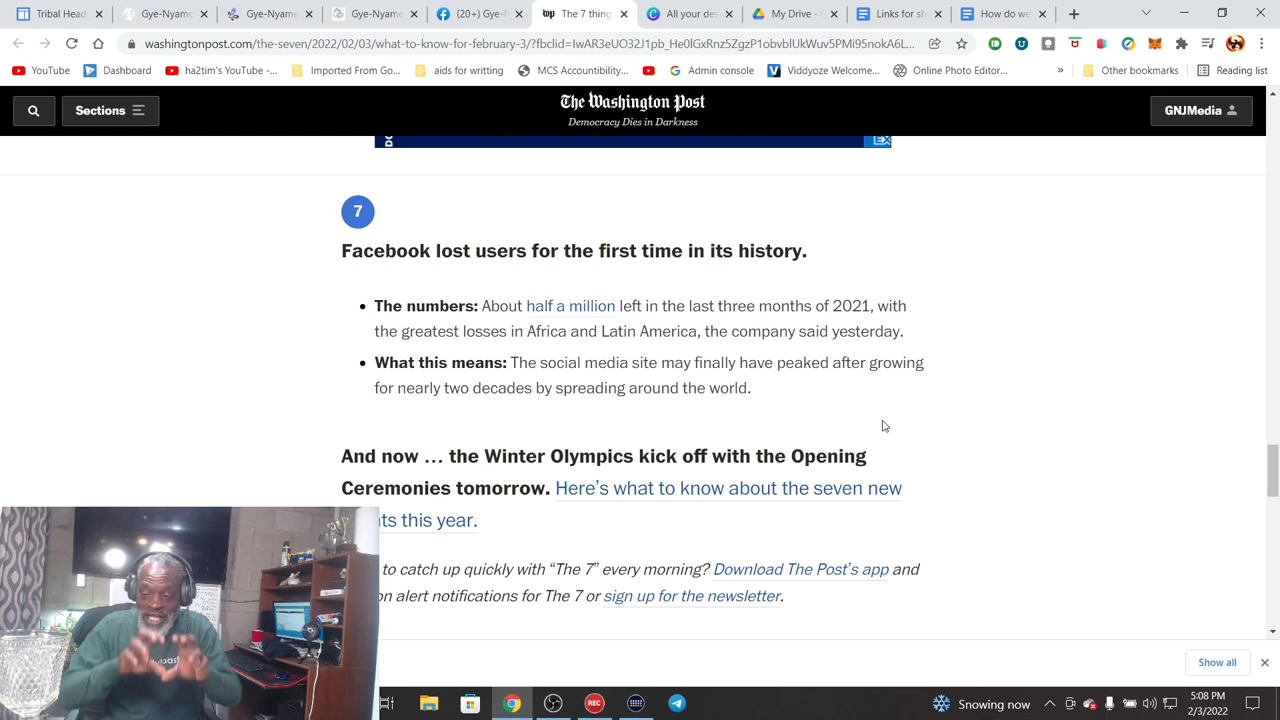 Tribal Head
Gye-Nyame
Gye-Nyame
Gye-Nyame
(20+) Gye-N
The 7 thing
All your des
My Drive -
Links for sh
How do we
washingtonpost.com/the-seven/2022/02/03/what-to-know-for-february-3/?
YouTube
Dashboard
ha2tim's YouTube -...
Imported From Go...
aids for writting
MCS Accountibility...
Admin console
Viddyoze Welcome...
Online Photo Editor...
»
Other bookmarks
Reading list
Sections
The Washington Post
Democracy Dies in Darkness
GNJMedia
7
Facebook lost users for the first time in its history.
• The numbers: About half a million left in the last three months of 2021, with
the greatest losses in Africa and Latin America, the company said yesterday.
• What this means: The social media site may finally have peaked after growing
for nearly two decades by spreading around the world.
And now … the Winter Olympics kick off with the Opening
Ceremonies tomorrow. Here's what to know about the seven new
ts this year.
to catch up quickly with “The 7” every morning? Download The Post's app and
on alert notifications for The 7 or sign up for the newsletter.
Show all
REC
Snowing now
5:08 PM
2/3/2022